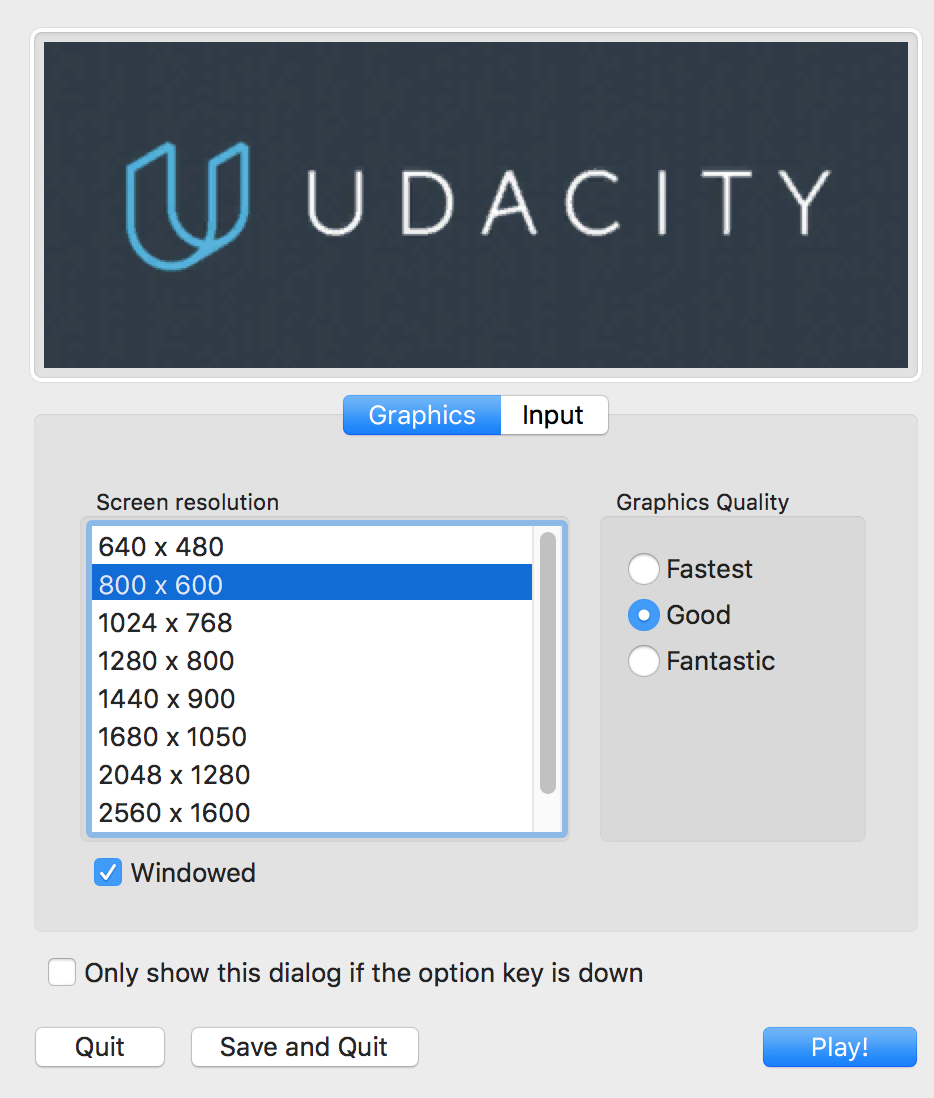 UDACITY
Graphics
Input
Screen resolution
Graphics Quality
640 x 480
800 x 600
1024 x 768
1280 x 800
1440 x 900
1680 x 1050
2048 x 1280
2560 x 1600
Fastest
Good
Fantastic
Windowed
Only show this dialog if the option key is down
Quit
Save and Quit
Play!